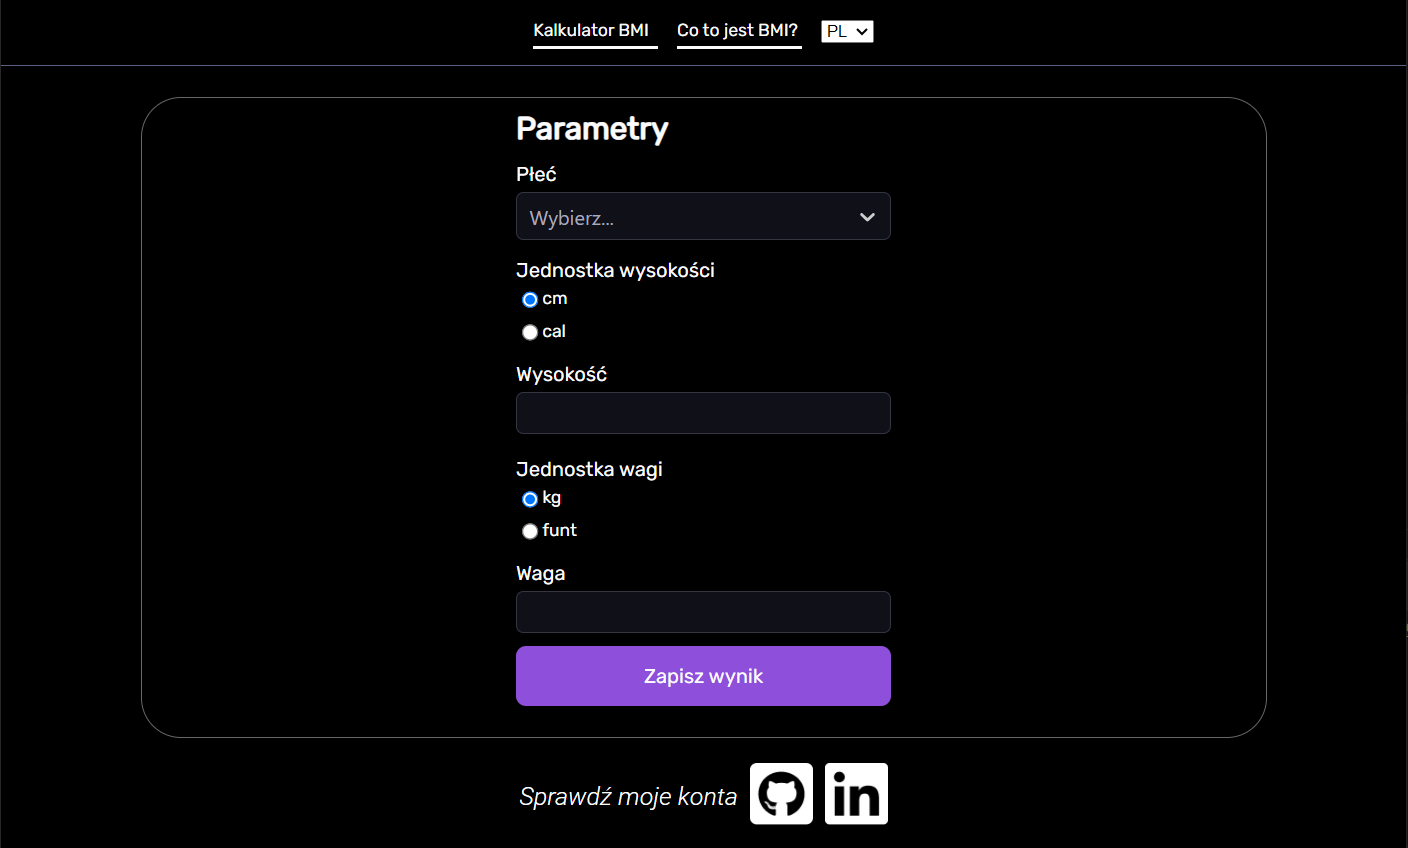 Kalkulator BMI Co to jest BMI? PL
Parametry
Płeć
Wybierz...
Jednostka wysokości
cm
cal
Wysokość
Jednostka wagi
kg
funt
Waga
Zapisz wynik
Sprawdź moje konta in